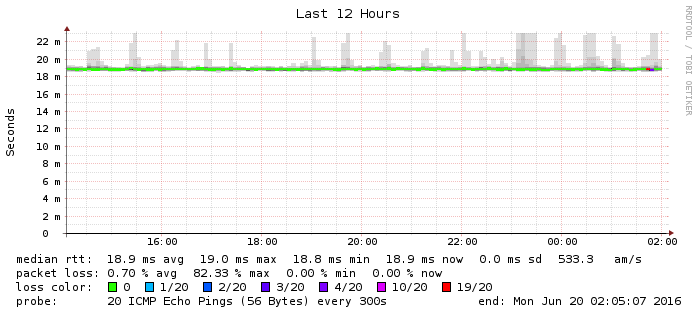 Last 12 Hours
RRDTOOL / TOBI OETIKER
Seconds
22 m
20 m
18 m
16 m
14 m
12 m
10 m
8 m
6 m
4 m
2 m
0
16:00 18:00 20:00 22:00 00:00 02:00
median rtt: 18.9 ms avg 19.0 ms max 18.8 ms min 18.9 ms now 0.0 ms sd 533.3 am/s
packet loss: 0.70 % avg 82.33 % max 0.00 % min 0.00 % now
loss color: 0 1/20 2/20 3/20 4/20 10/20 19/20
probe: 20 ICMP Echo Pings (56 Bytes) every 300s end: Mon Jun 20 02:05:07 2016